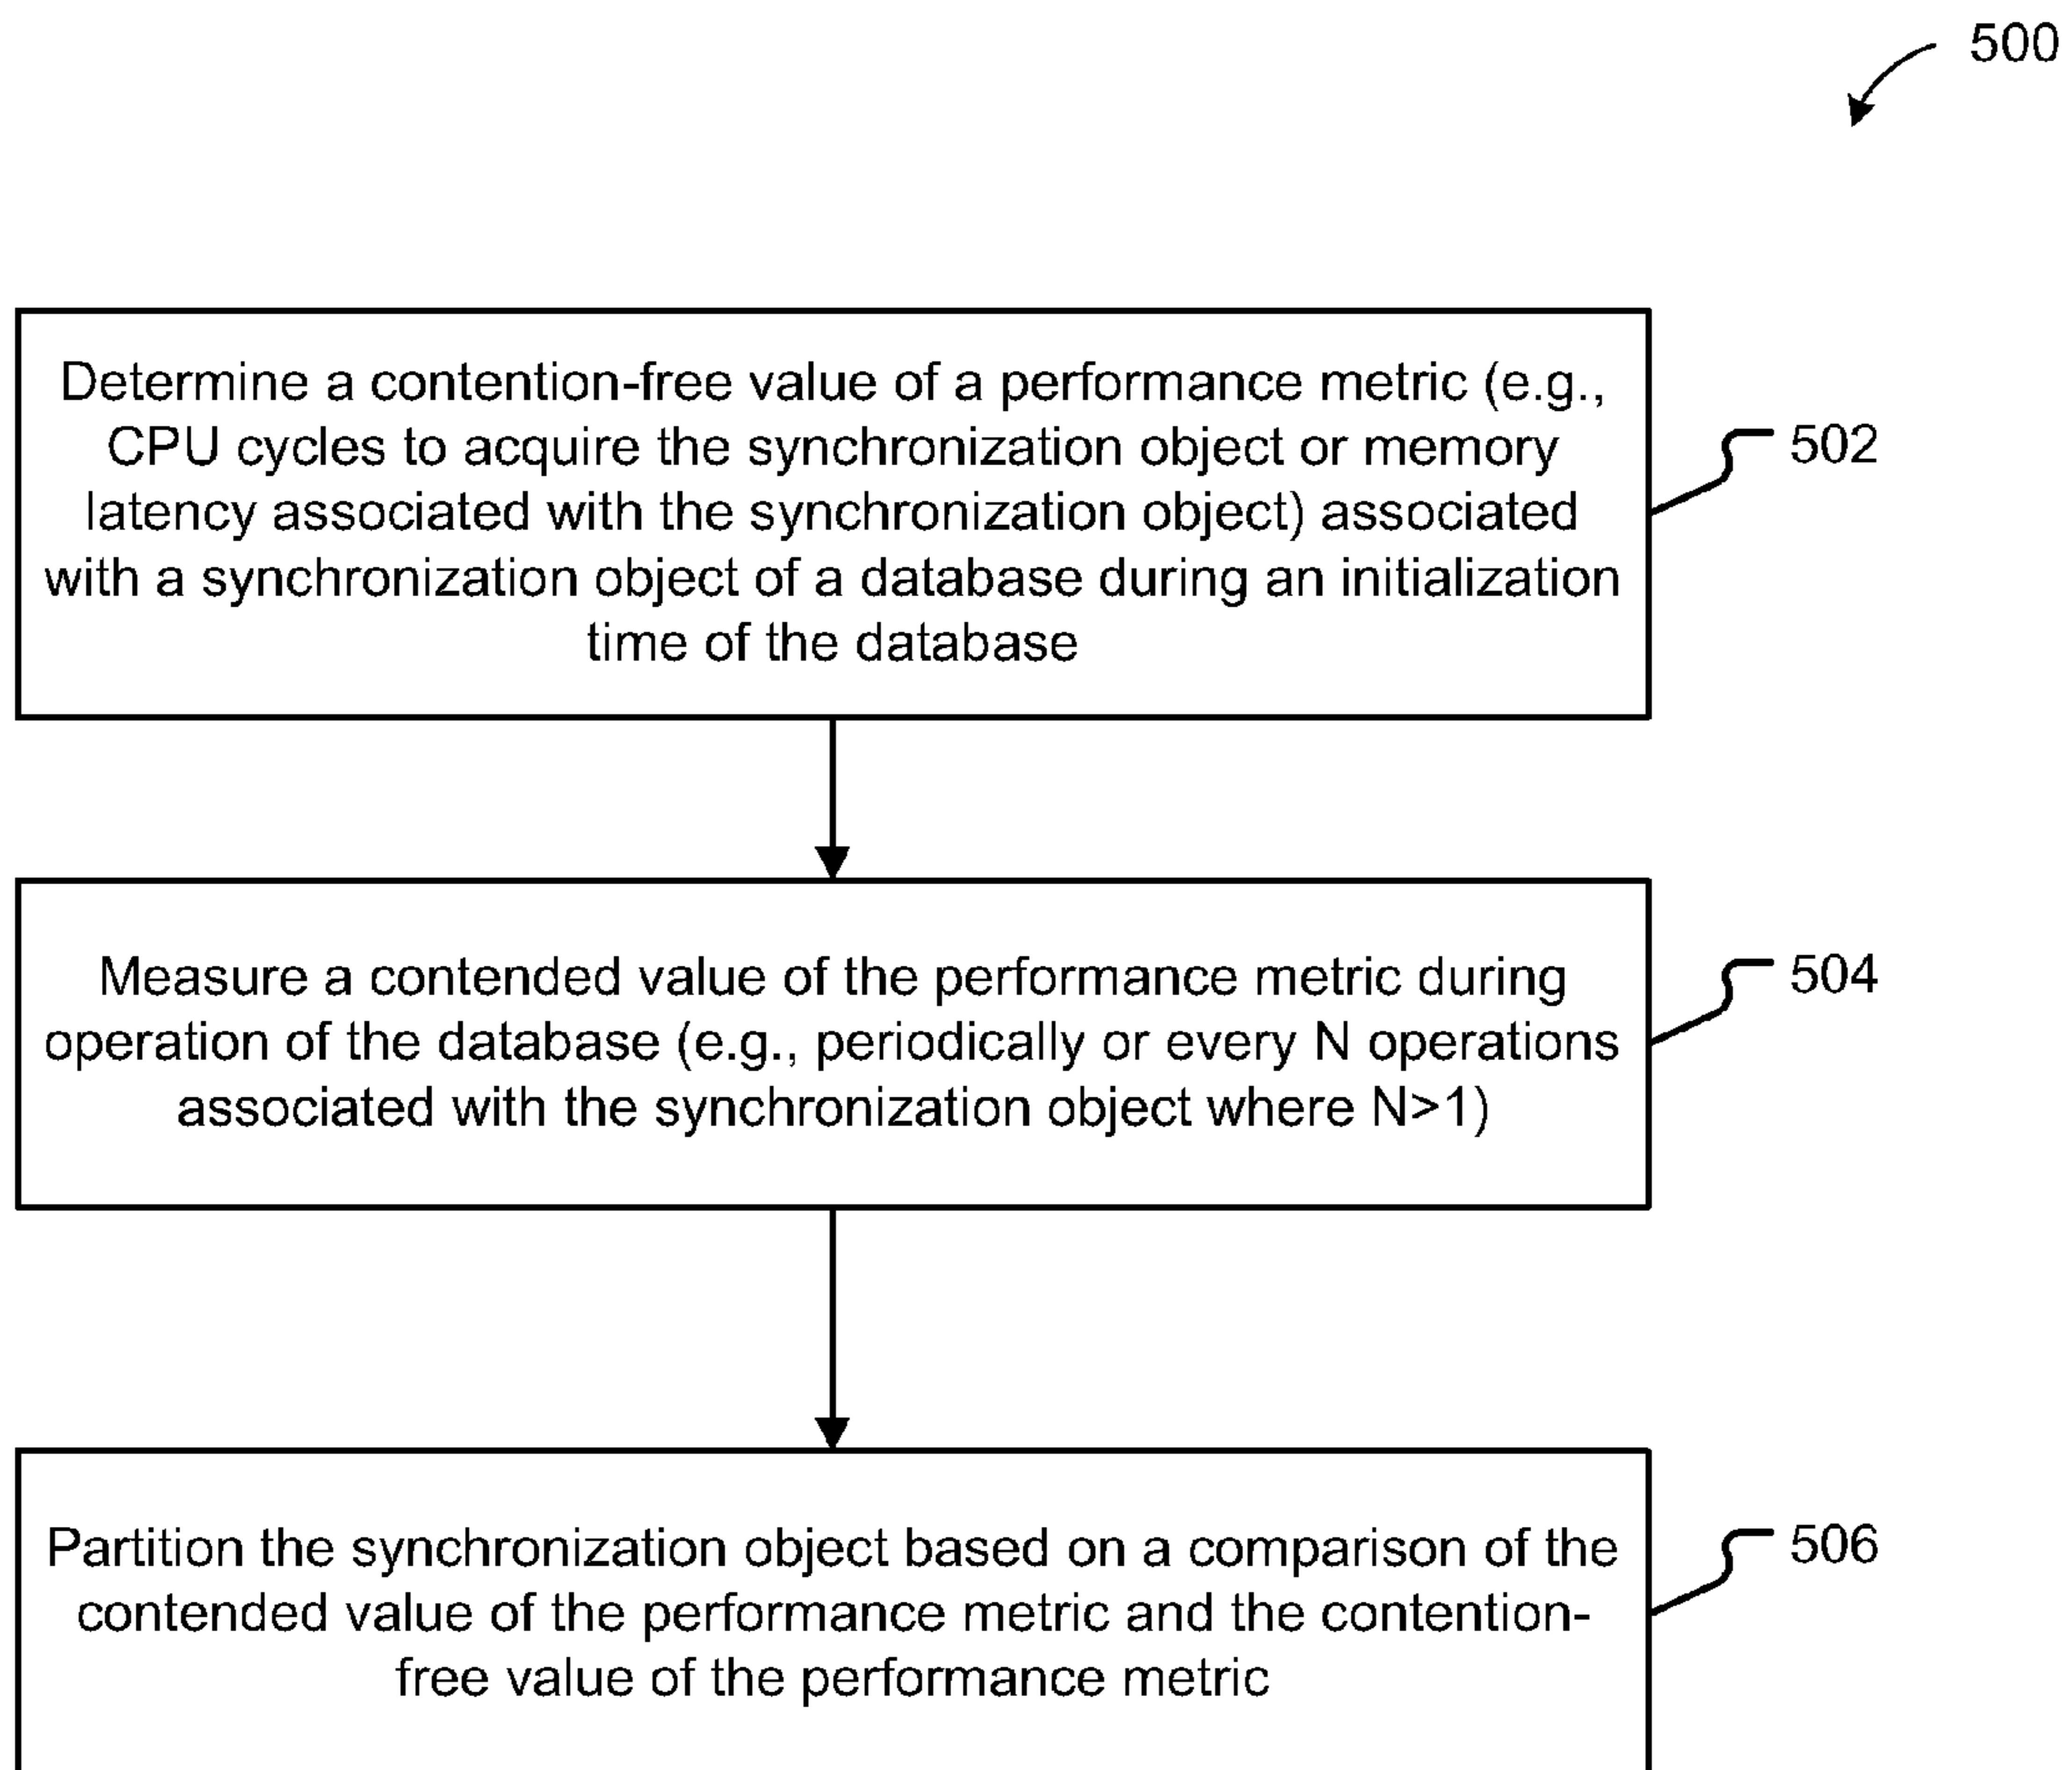 500
Determine a contention-free value of a performance metric (e.g.,
CPU cycles to acquire the synchronization object or memory
latency associated with the synchronization object) associated
with a synchronization object of a database during an initialization
time of the database
502
Measure a contended value of the performance metric during
operation of the database (e.g., periodically or every N operations
associated with the synchronization object where N>1)
504
Partition the synchronization object based on a comparison of the
contended value of the performance metric and the contention-
free value of the performance metric
506